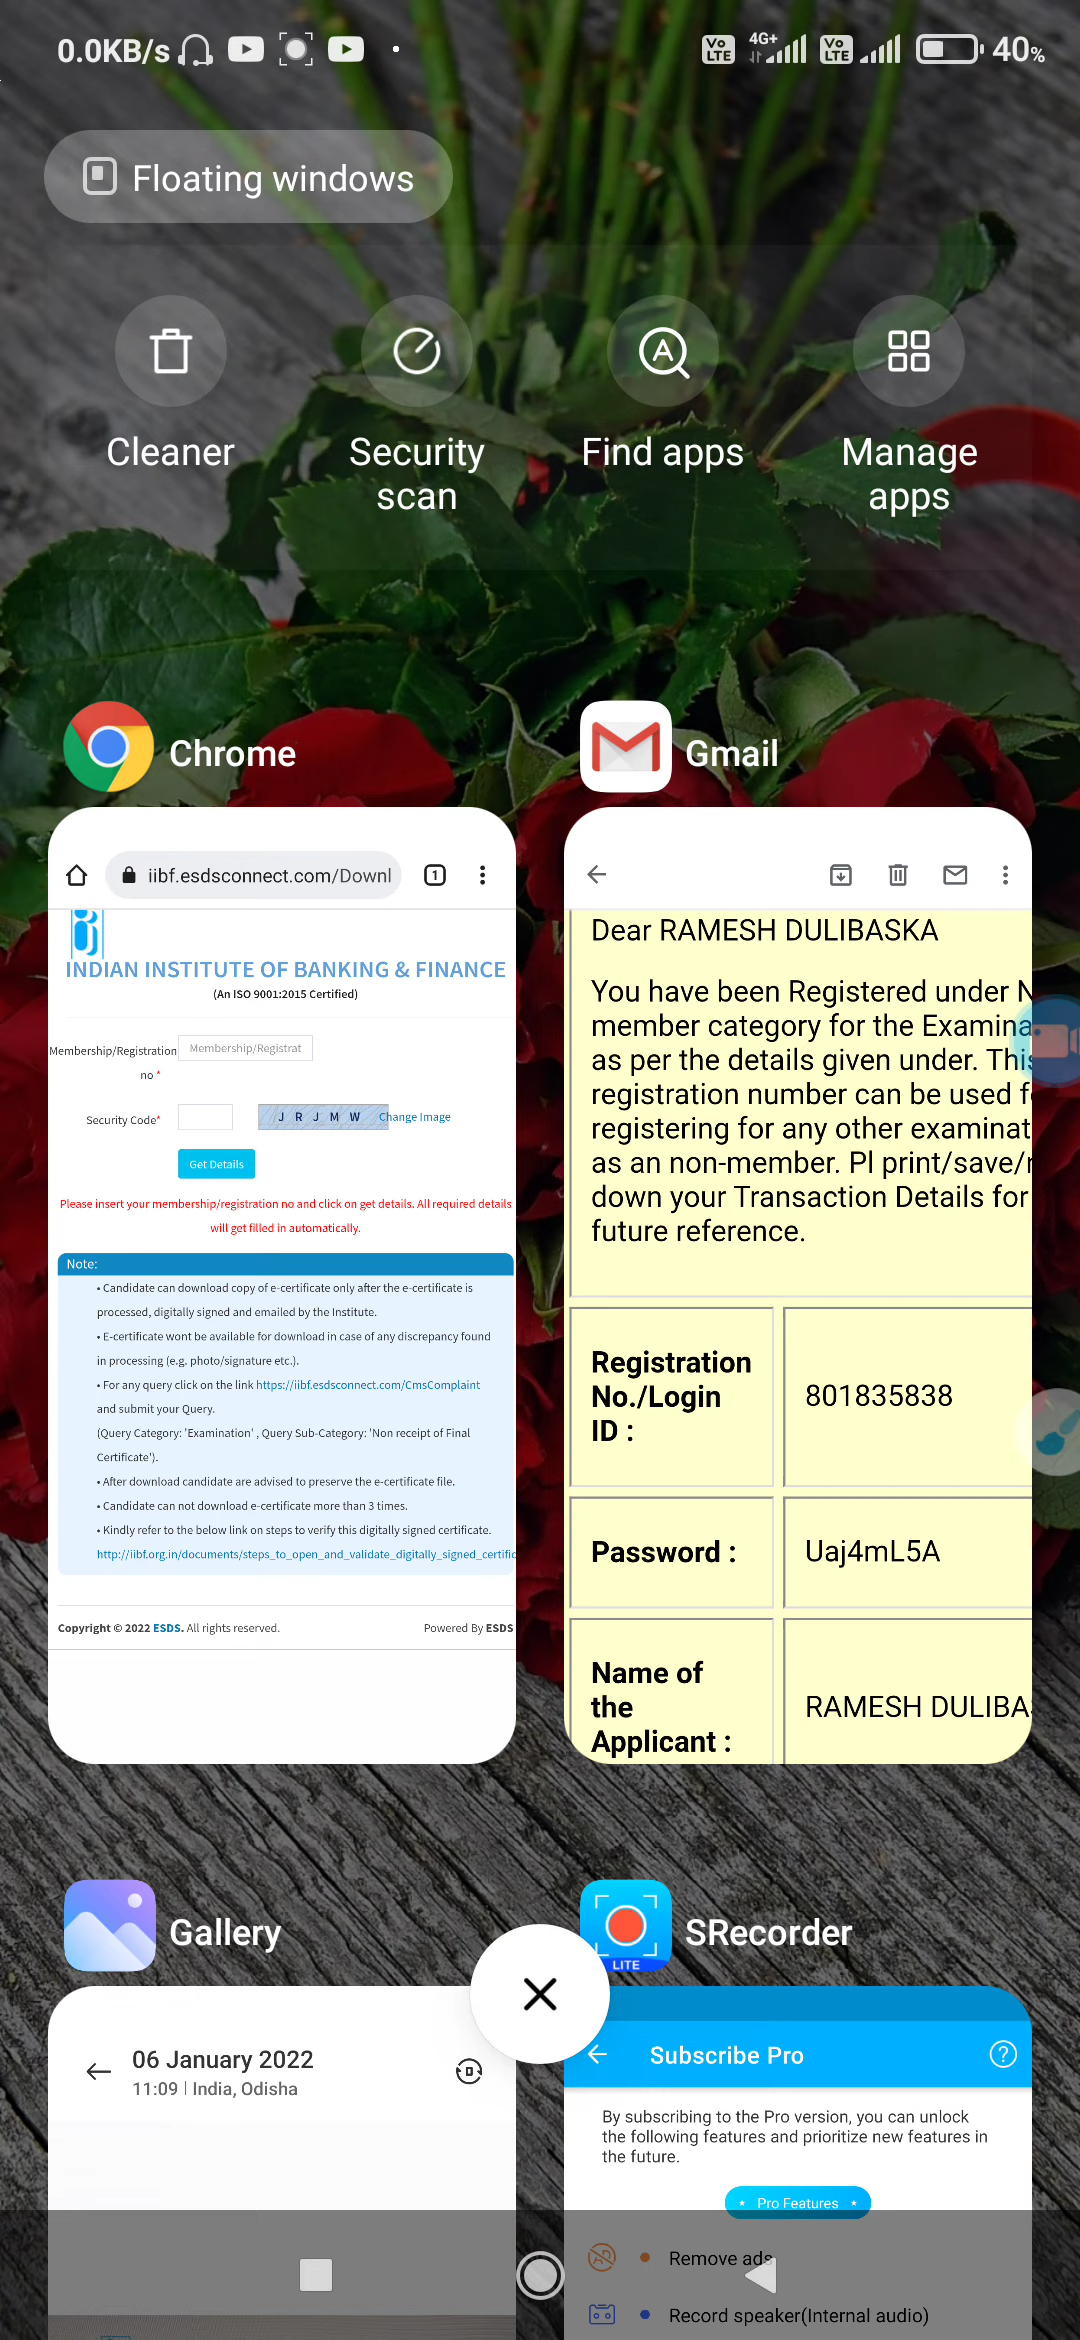 0.0KB/s
Vo LTE 4G+ Vo LTE 40%
Floating windows
Cleaner
Security scan
Find apps
Manage apps
Chrome
iibf.esdsconnect.com/Downl
1
INDIAN INSTITUTE OF BANKING & FINANCE
(An ISO 9001:2015 Certified)
Membership/Registration no *
Membership/Registrat
Security Code*
J R J M W
Change Image
Get Details
Please insert your membership/registration no and click on get details. All required details
will get filled in automatically.
Note:
• Candidate can download copy of e-certificate only after the e-certificate is
processed, digitally signed and emailed by the Institute.
• E-certificate wont be available for download in case of any discrepancy found
in processing (e.g. photo/signature etc.).
• For any query click on the link https://iibf.esdsconnect.com/CmsComplaint
and submit your Query.
(Query Category: 'Examination' , Query Sub-Category: 'Non receipt of Final
Certificate').
• After download candidate are advised to preserve the e-certificate file.
• Candidate can not download e-certificate more than 3 times.
• Kindly refer to the below link on steps to verify this digitally signed certificate.
http://iibf.org.in/documents/steps_to_open_and_validate_digitally_signed_certific
Copyright © 2022 ESDS. All rights reserved.
Powered By ESDS
Gmail
Dear RAMESH DULIBASKA
You have been Registered under N
member category for the Examina
as per the details given under. This
registration number can be used f
registering for any other examinat
as an non-member. Pl print/save/
down your Transaction Details for
future reference.
Registration
No./Login
ID :
801835838
Password :
Uaj4mL5A
Name of
the
Applicant :
RAMESH DULIBA
Gallery
06 January 2022
11:09 | India, Odisha
SRecorder
LITE
Subscribe Pro
By subscribing to the Pro version, you can unlock
the following features and prioritize new features in
the future.
Pro Features
AD
Remove ads
Record speaker(Internal audio)